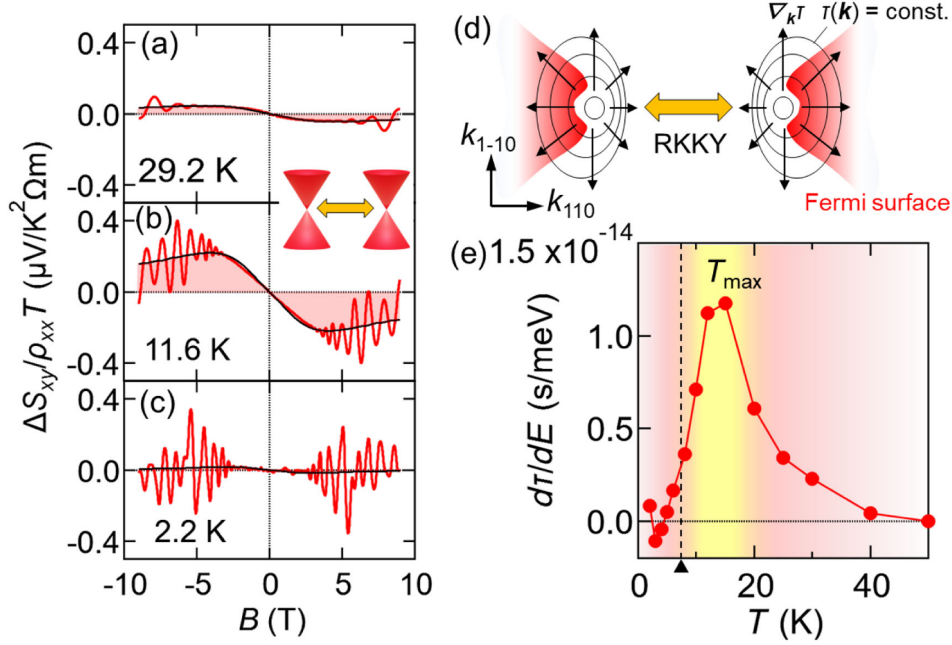 (a)
0.4
0.0
-0.4
29.2 K
(b)
0.4
0.0
-0.4
11.6 K
(c)
0.4
0.0
-0.4
2.2 K
ΔS_xy/ρ_xxT (μV/K²Ωm)
-10 -5 0 5 10
B (T)
(d)
∇_kτ τ(k) = const.
RKKY
k_1-10
k_110
Fermi surface
(e)
1.5 x10^-14
T_max
1.0
0.5
0.0
dτ/dE (s/meV)
0 20 40
T (K)